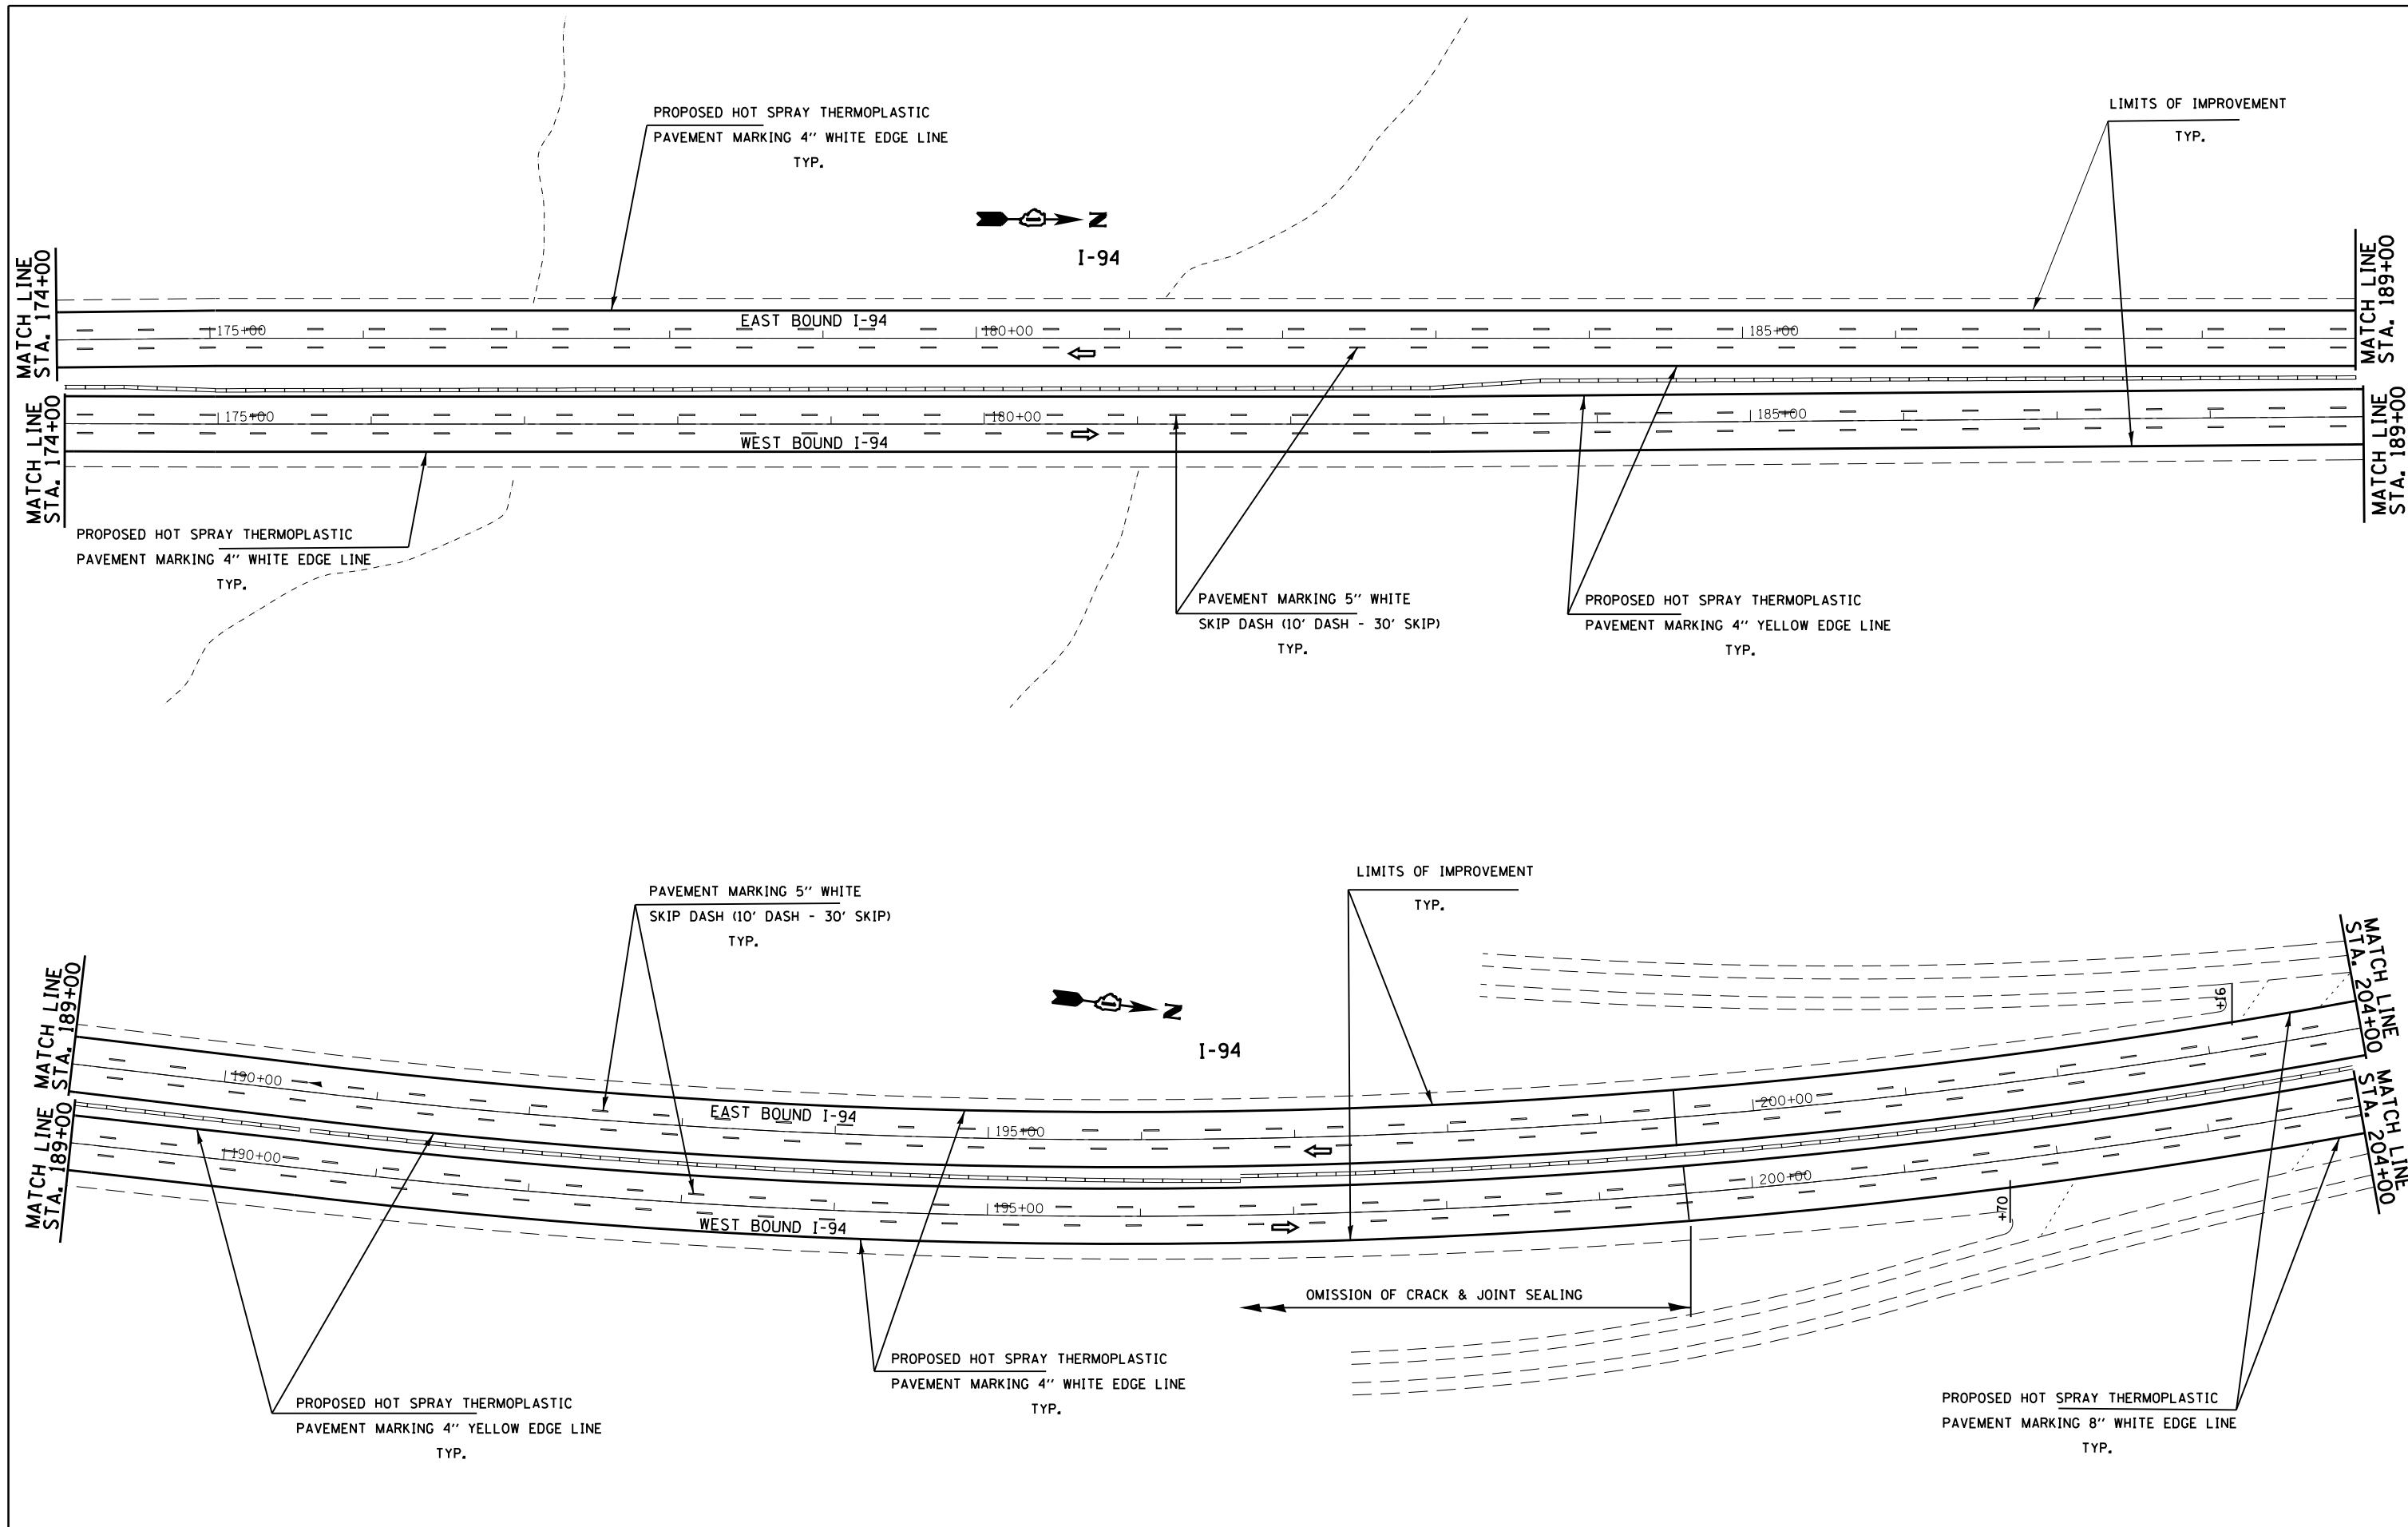 PROPOSED HOT SPRAY THERMOPLASTIC
PAVEMENT MARKING 4'' WHITE EDGE LINE
TYP.
LIMITS OF IMPROVEMENT
TYP.
N
I-94
MATCH LINE
STA. 174+00
MATCH LINE
STA. 189+00
EAST BOUND I-94
175+00
180+00
185+00
MATCH LINE
STA. 174+00
MATCH LINE
STA. 189+00
175+00
180+00
185+00
WEST BOUND I-94
PROPOSED HOT SPRAY THERMOPLASTIC
PAVEMENT MARKING 4'' WHITE EDGE LINE
TYP.
PAVEMENT MARKING 5'' WHITE
SKIP DASH (10' DASH - 30' SKIP)
TYP.
PROPOSED HOT SPRAY THERMOPLASTIC
PAVEMENT MARKING 4'' YELLOW EDGE LINE
TYP.
PAVEMENT MARKING 5'' WHITE
SKIP DASH (10' DASH - 30' SKIP)
TYP.
LIMITS OF IMPROVEMENT
TYP.
N
I-94
MATCH LINE
STA. 189+00
MATCH LINE
STA. 204+00
+16
190+00
EAST BOUND I-94
195+00
200+00
MATCH LINE
STA. 189+00
MATCH LINE
STA. 204+00
190+00
195+00
200+00
WEST BOUND I-94
+70
OMISSION OF CRACK & JOINT SEALING
PROPOSED HOT SPRAY THERMOPLASTIC
PAVEMENT MARKING 4'' WHITE EDGE LINE
TYP.
PROPOSED HOT SPRAY THERMOPLASTIC
PAVEMENT MARKING 4'' YELLOW EDGE LINE
TYP.
PROPOSED HOT SPRAY THERMOPLASTIC
PAVEMENT MARKING 8'' WHITE EDGE LINE
TYP.